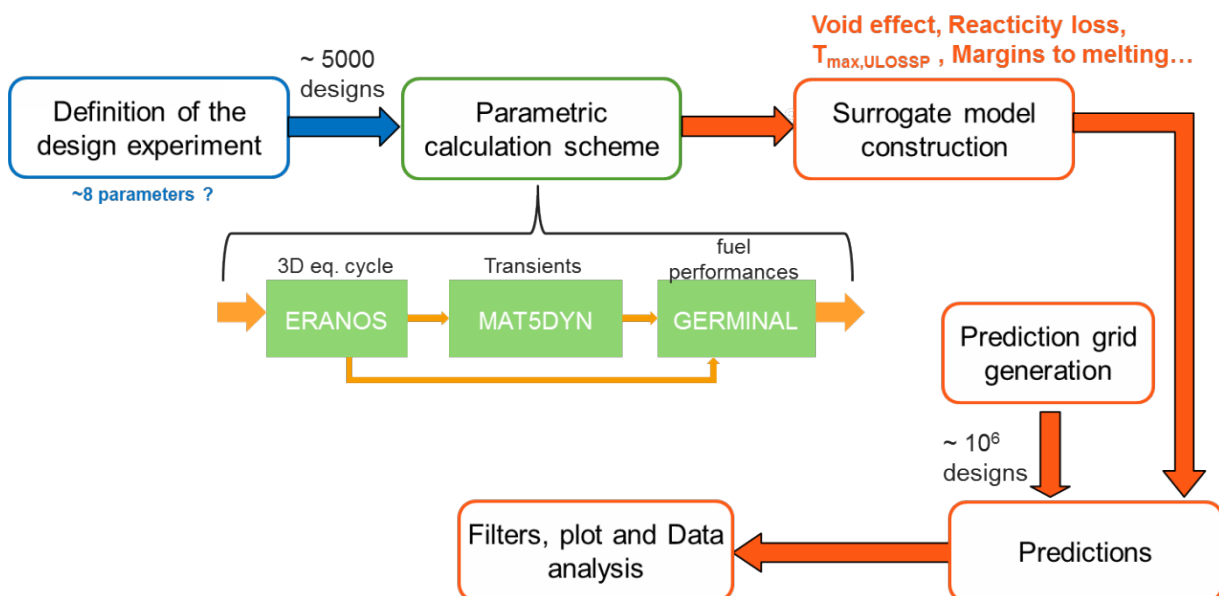 Void effect, Reacticity loss,
Tmax,ULOSSP , Margins to melting…
~ 5000
designs
Definition of the
design experiment
Parametric
calculation scheme
Surrogate model
construction
~8 parameters ?
3D eq. cycle
Transients
fuel
performances
ERANOS
MAT5DYN
GERMINAL
Prediction grid
generation
~ 10⁶
designs
Filters, plot and Data
analysis
Predictions